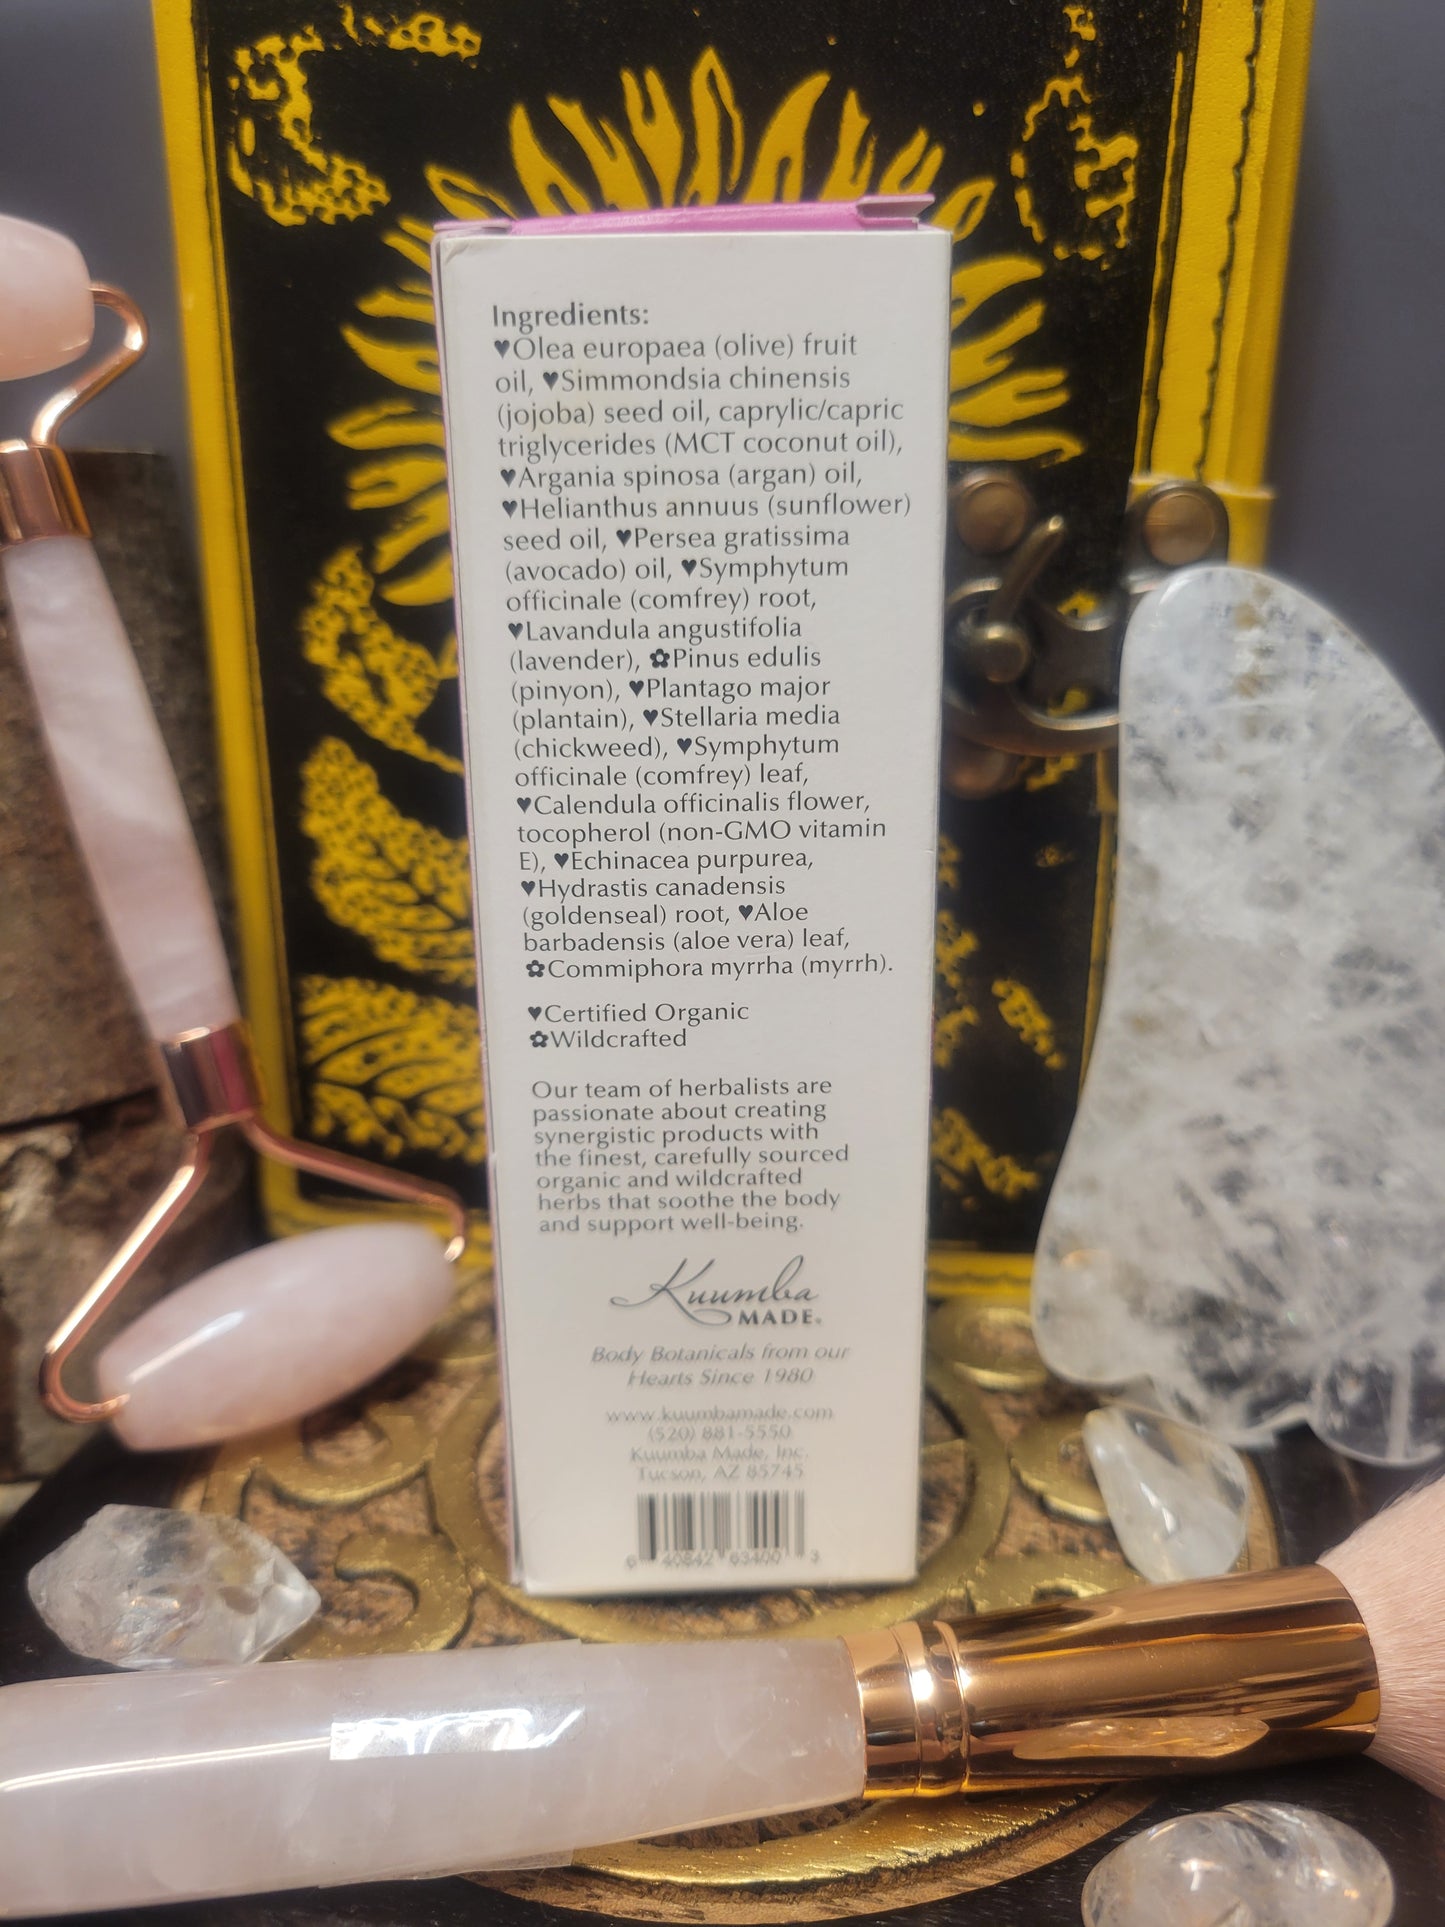 Ingredients:
♥Olea europaea (olive) fruit
oil, ♥Simmondsia chinensis
(jojoba) seed oil, caprylic/capric
triglycerides (MCT coconut oil),
♥Argania spinosa (argan) oil,
♥Helianthus annuus (sunflower)
seed oil, ♥Persea gratissima
(avocado) oil, ♥Symphytum
officinale (comfrey) root,
♥Lavandula angustifolia
(lavender), ✿Pinus edulis
(pinyon), ♥Plantago major
(plantain), ♥Stellaria media
(chickweed), ♥Symphytum
officinale (comfrey) leaf,
♥Calendula officinalis flower,
tocopherol (non-GMO vitamin
E), ♥Echinacea purpurea,
♥Hydrastis canadensis
(goldenseal) root, ♥Aloe
barbadensis (aloe vera) leaf,
✿Commiphora myrrha (myrrh).
♥Certified Organic
✿Wildcrafted
Our team of herbalists are
passionate about creating
synergistic products with
the finest, carefully sourced
organic and wildcrafted
herbs that soothe the body
and support well-being.
Kuumba
MADE®
Body Botanicals from our
Hearts Since 1980
www.kuumbamade.com
(520) 881-5550
Kuumba Made, Inc.
Tucson, AZ 85745
6 40842 63400 3